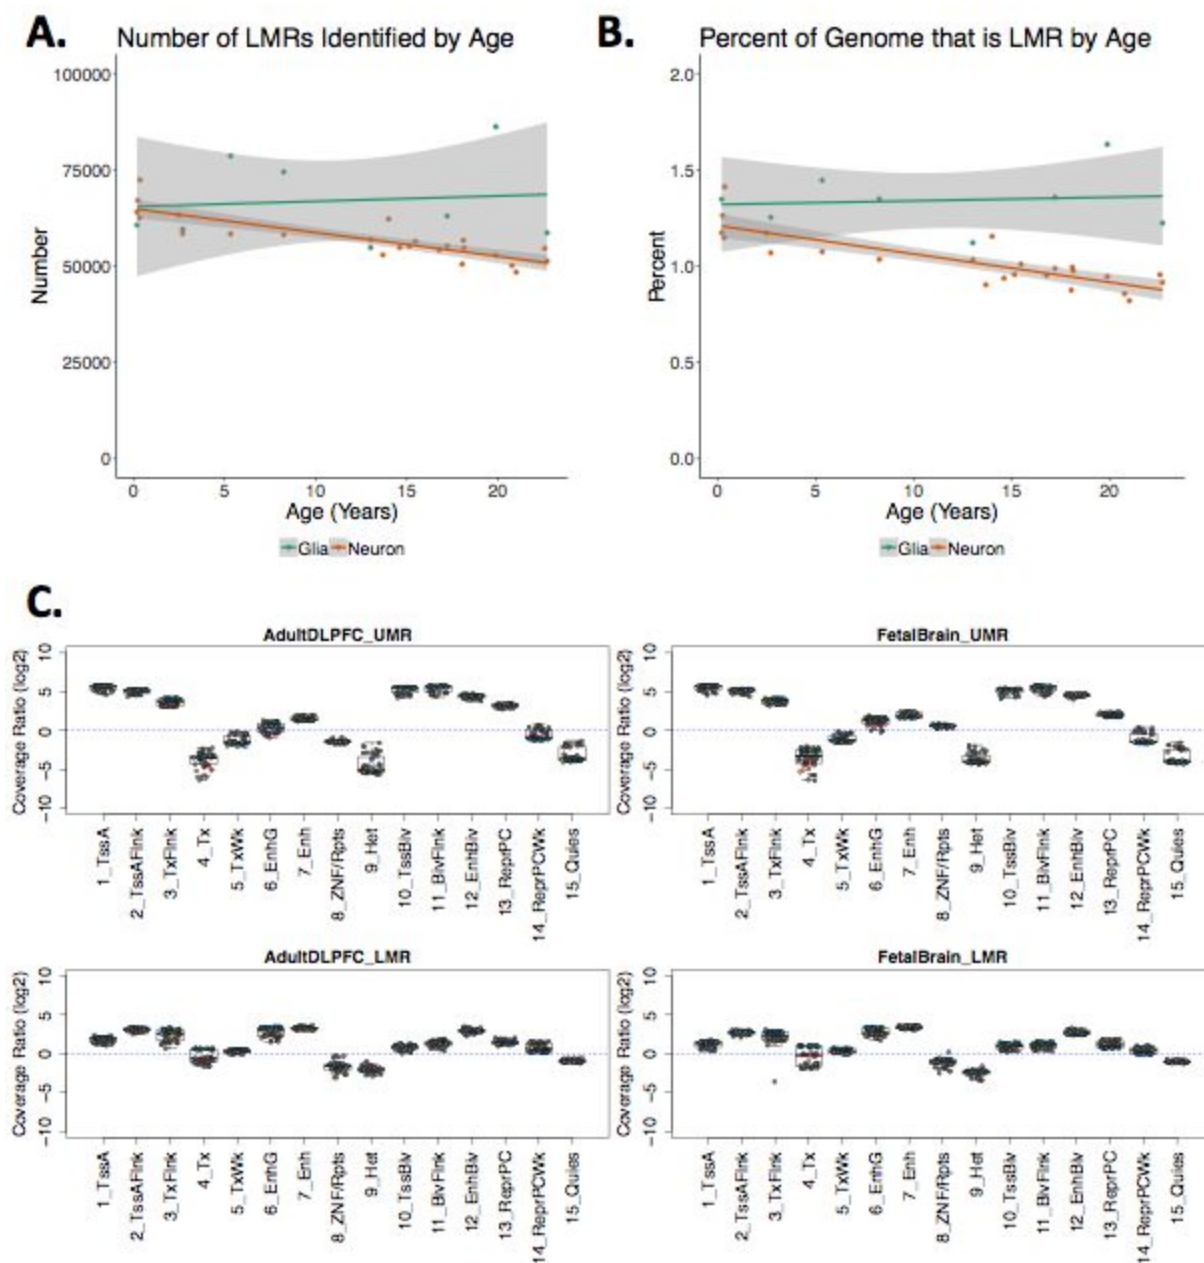 A. Number of LMRs Identified by Age
100000
75000
50000
25000
0
Number
0 5 10 15 20
Age (Years)
Glia Neuron
B. Percent of Genome that is LMR by Age
2.0
1.5
1.0
0.5
0.0
Percent
0 5 10 15 20
Age (Years)
Glia Neuron
C.
AdultDLPFC_UMR
Coverage Ratio (log2)
10
5
0
−5
−10
1_TssA
2_TssAFlnk
3_TxFlnk
4_Tx
5_TxWk
6_EnhG
7_Enh
8_ZNF/Rpts
9_Het
10_TssBiv
11_BivFlnk
12_EnhBiv
13_ReprPC
14_ReprPCWk
15_Quies
FetalBrain_UMR
Coverage Ratio (log2)
10
5
0
−5
−10
1_TssA
2_TssAFlnk
3_TxFlnk
4_Tx
5_TxWk
6_EnhG
7_Enh
8_ZNF/Rpts
9_Het
10_TssBiv
11_BivFlnk
12_EnhBiv
13_ReprPC
14_ReprPCWk
15_Quies
AdultDLPFC_LMR
Coverage Ratio (log2)
10
5
0
−5
−10
1_TssA
2_TssAFlnk
3_TxFlnk
4_Tx
5_TxWk
6_EnhG
7_Enh
8_ZNF/Rpts
9_Het
10_TssBiv
11_BivFlnk
12_EnhBiv
13_ReprPC
14_ReprPCWk
15_Quies
FetalBrain_LMR
Coverage Ratio (log2)
10
5
0
−5
−10
1_TssA
2_TssAFlnk
3_TxFlnk
4_Tx
5_TxWk
6_EnhG
7_Enh
8_ZNF/Rpts
9_Het
10_TssBiv
11_BivFlnk
12_EnhBiv
13_ReprPC
14_ReprPCWk
15_Quies